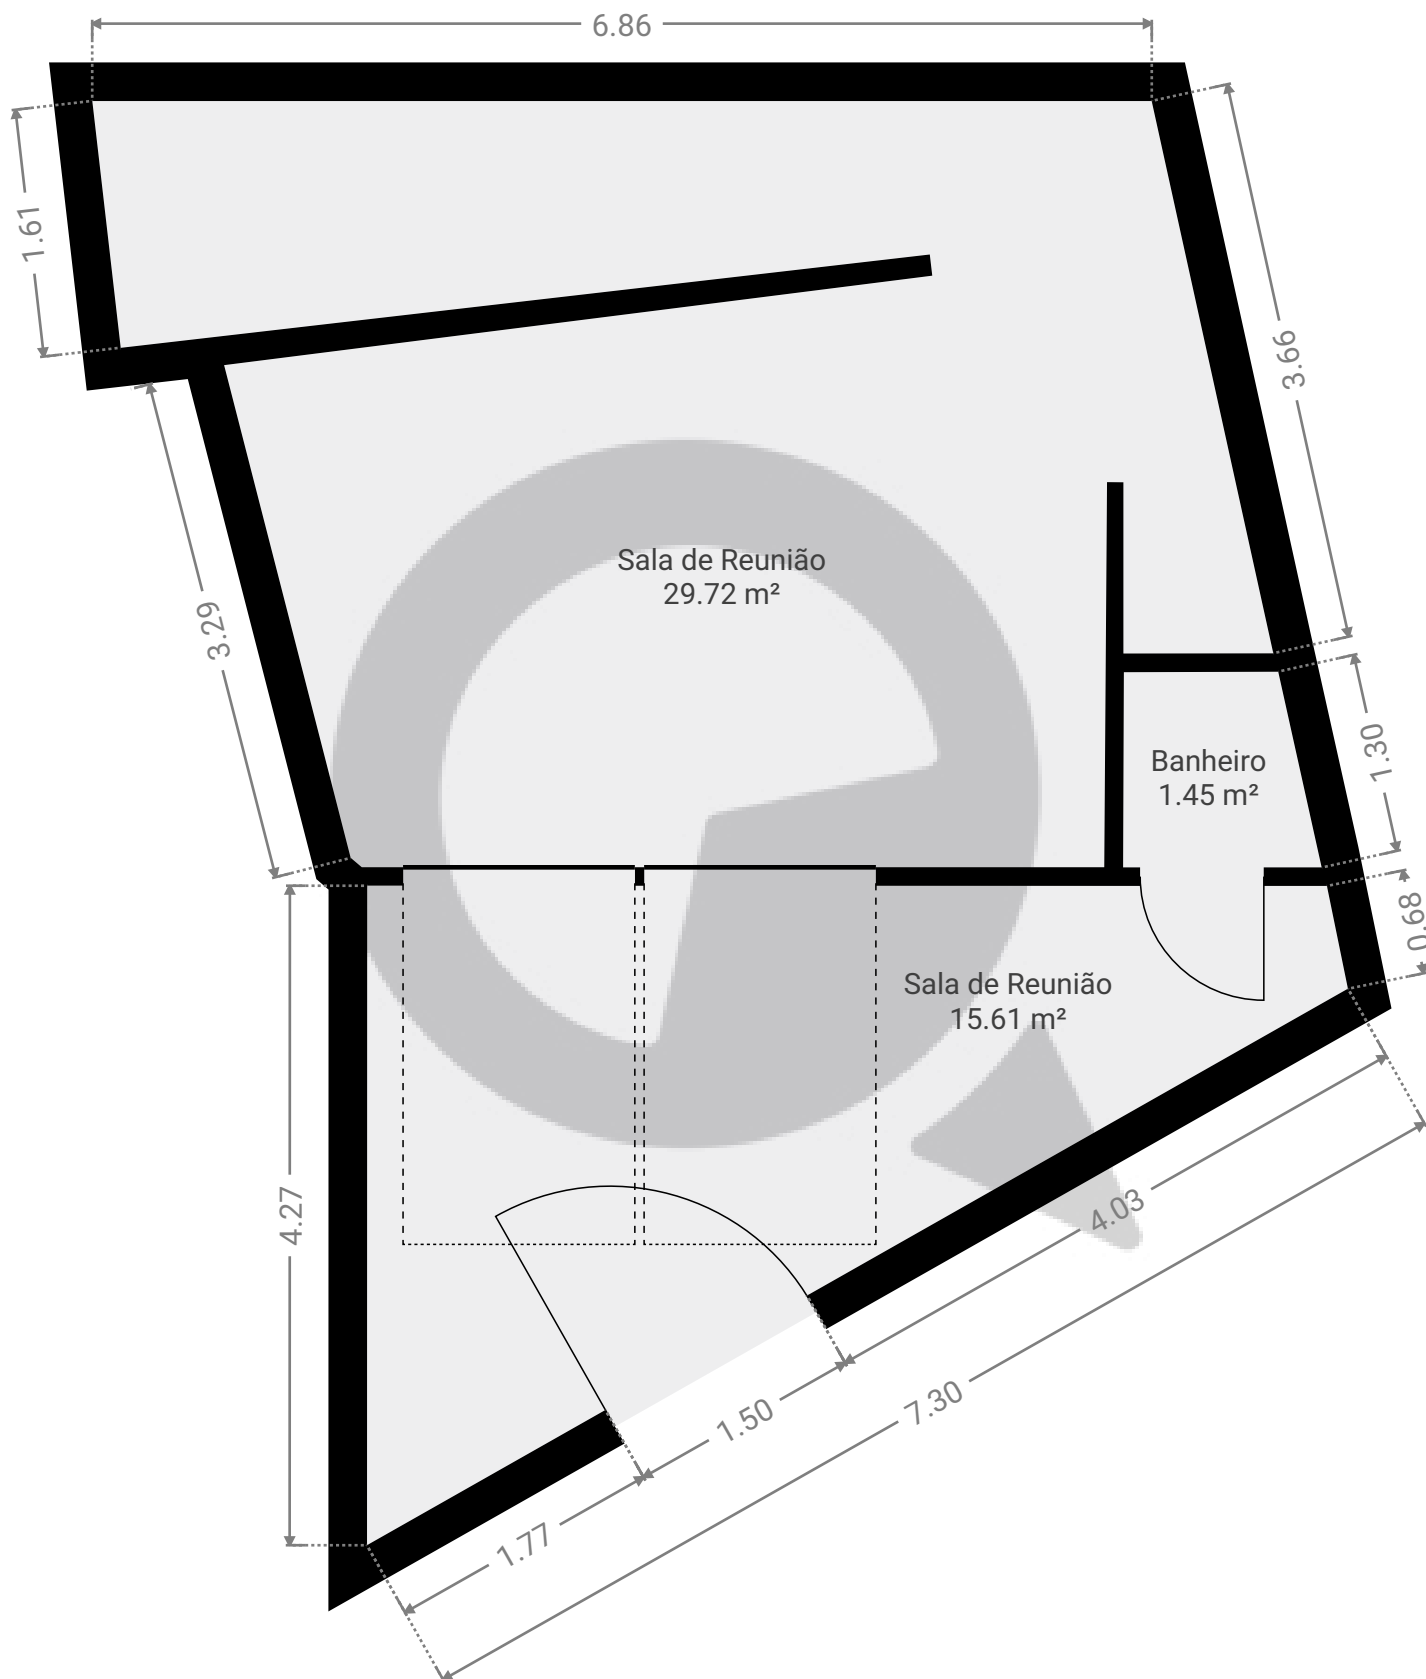 6.86
1.61
3.66
3.29
Sala de Reunião
29.72 m²
1.30
Banheiro
1.45 m²
0.68
Sala de Reunião
15.61 m²
4.27
4.03
1.50
7.30
1.77